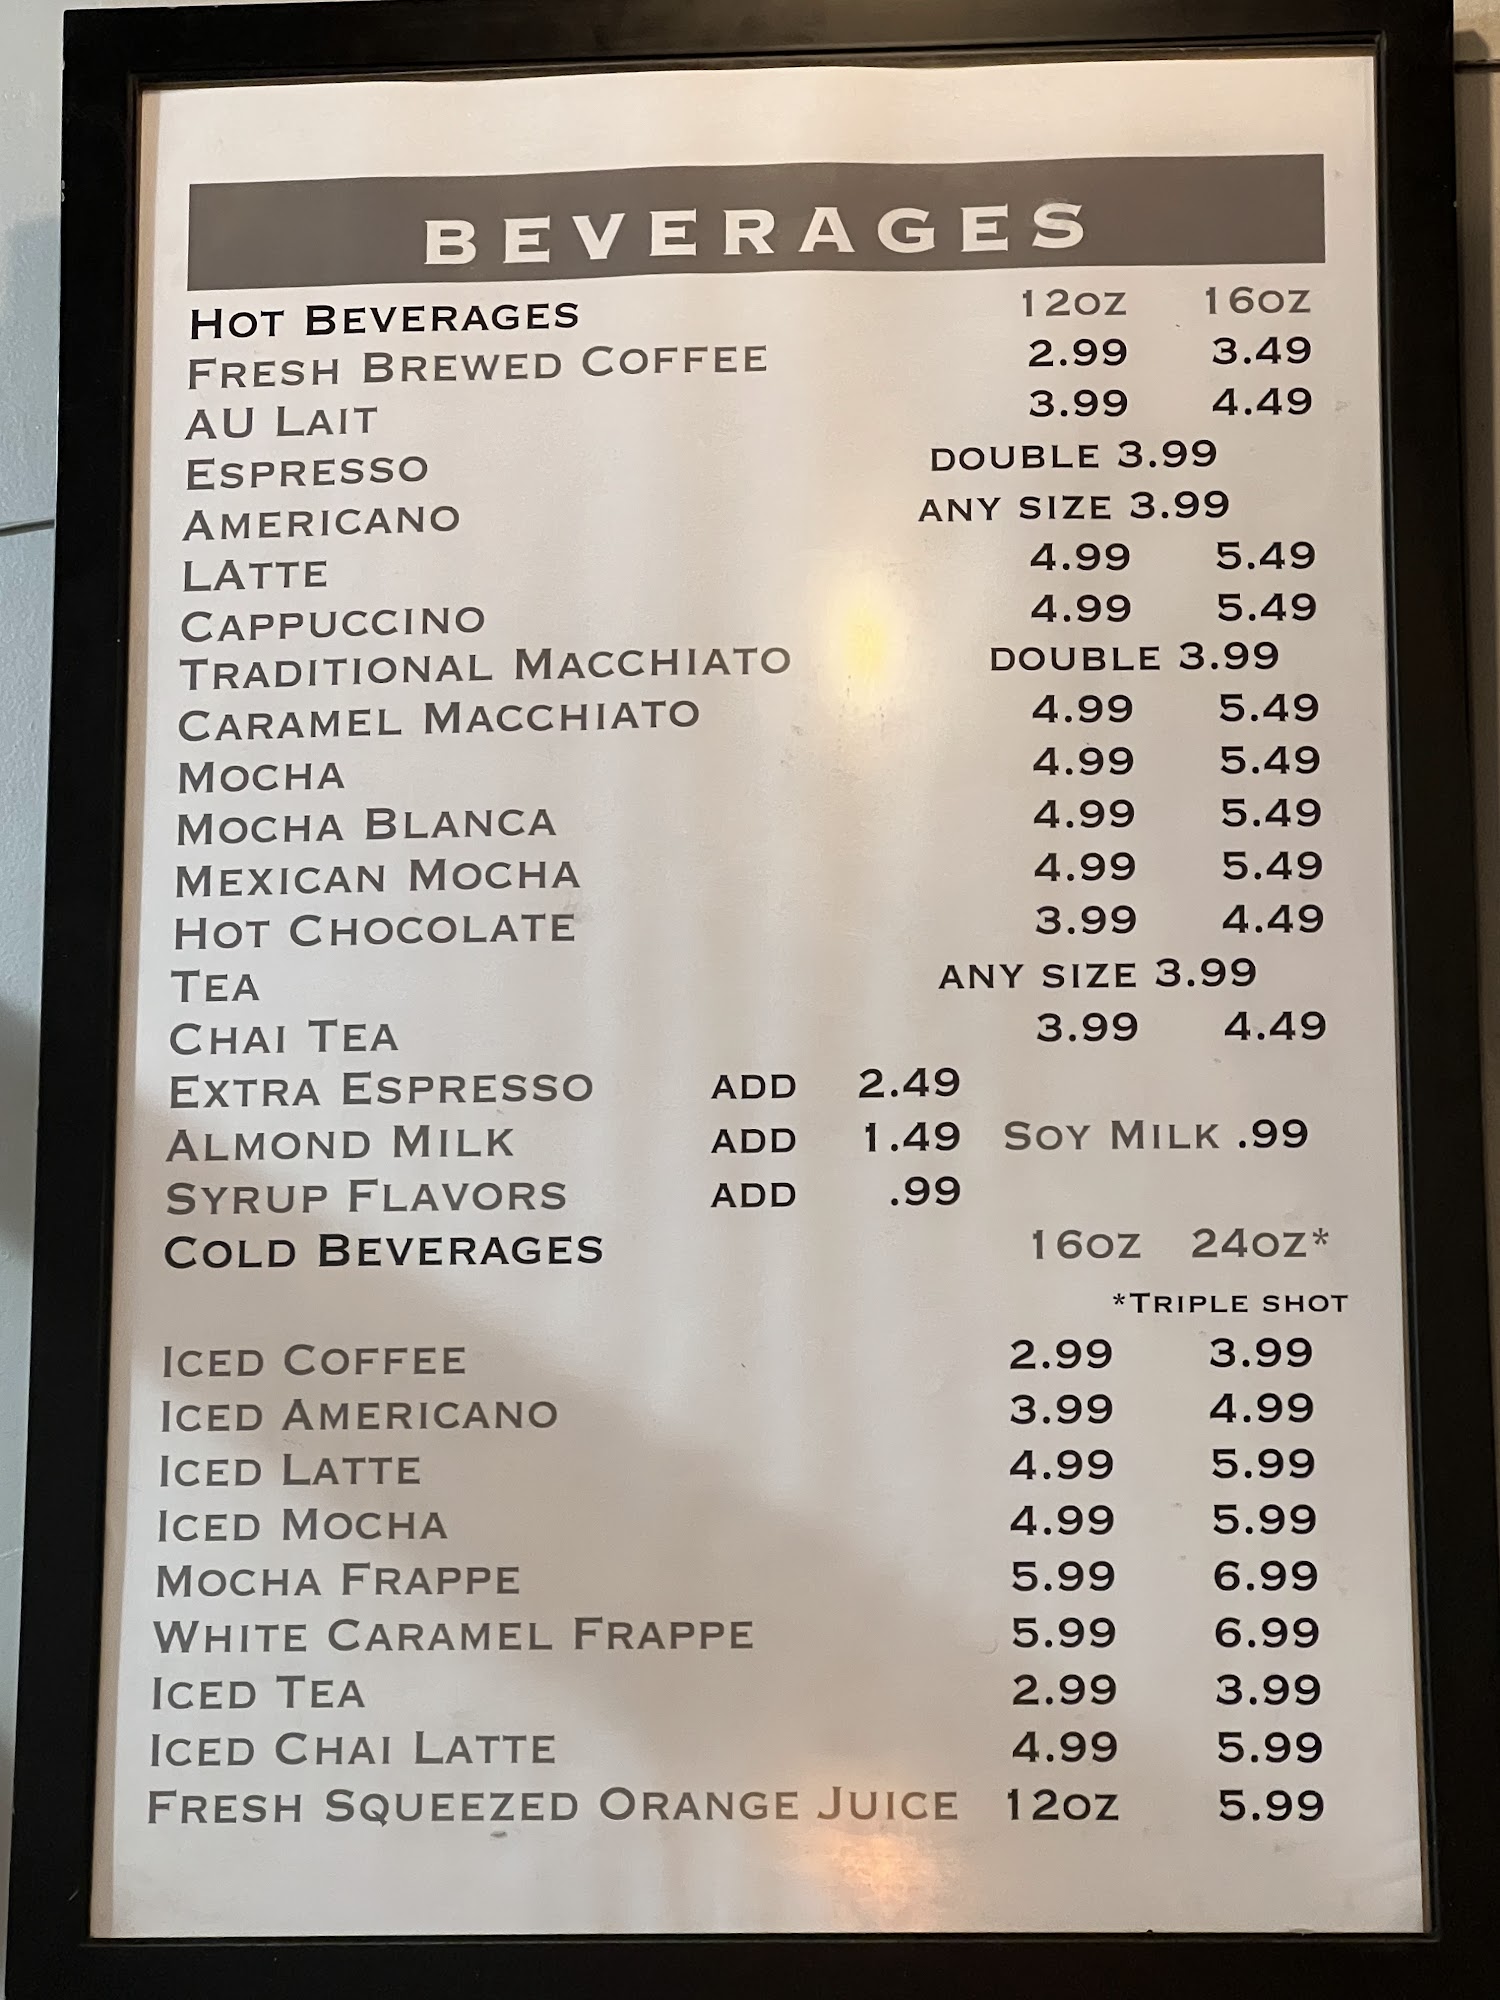 BEVERAGES
HOT BEVERAGES 12OZ 16OZ
FRESH BREWED COFFEE 2.99 3.49
AU LAIT 3.99 4.49
ESPRESSO DOUBLE 3.99
AMERICANO ANY SIZE 3.99
LATTE 4.99 5.49
CAPPUCCINO 4.99 5.49
TRADITIONAL MACCHIATO DOUBLE 3.99
CARAMEL MACCHIATO 4.99 5.49
MOCHA 4.99 5.49
MOCHA BLANCA 4.99 5.49
MEXICAN MOCHA 4.99 5.49
HOT CHOCOLATE 3.99 4.49
TEA ANY SIZE 3.99
CHAI TEA 3.99 4.49
EXTRA ESPRESSO ADD 2.49
ALMOND MILK ADD 1.49 SOY MILK .99
SYRUP FLAVORS ADD .99
COLD BEVERAGES 16OZ 24OZ*
*TRIPLE SHOT
ICED COFFEE 2.99 3.99
ICED AMERICANO 3.99 4.99
ICED LATTE 4.99 5.99
ICED MOCHA 4.99 5.99
MOCHA FRAPPE 5.99 6.99
WHITE CARAMEL FRAPPE 5.99 6.99
ICED TEA 2.99 3.99
ICED CHAI LATTE 4.99 5.99
FRESH SQUEEZED ORANGE JUICE 12OZ 5.99